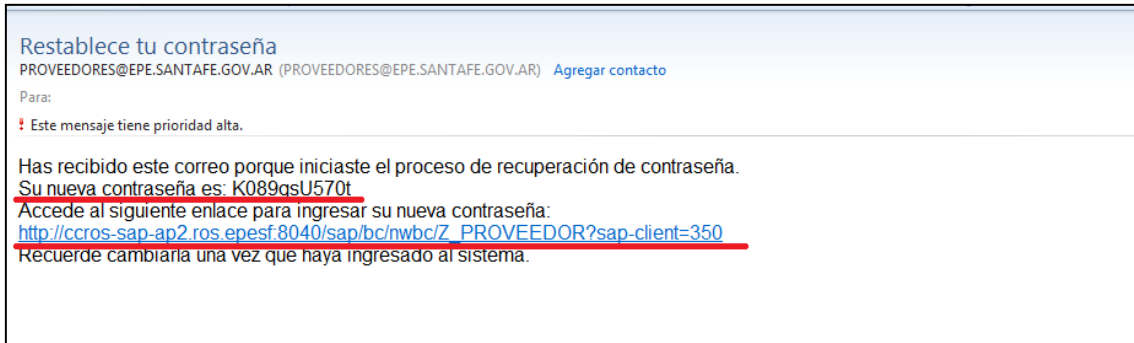 Restablece tu contraseña
PROVEEDORES@EPE.SANTAFE.GOV.AR (PROVEEDORES@EPE.SANTAFE.GOV.AR) Agregar contacto
Para:
! Este mensaje tiene prioridad alta.
Has recibido este correo porque iniciaste el proceso de recuperación de contraseña.
Su nueva contraseña es: K089qsU570t
Accede al siguiente enlace para ingresar su nueva contraseña:
http://ccros-sap-ap2.ros.epesf:8040/sap/bc/nwbc/Z_PROVEEDOR?sap-client=350
Recuerde cambiarla una vez que haya ingresado al sistema.